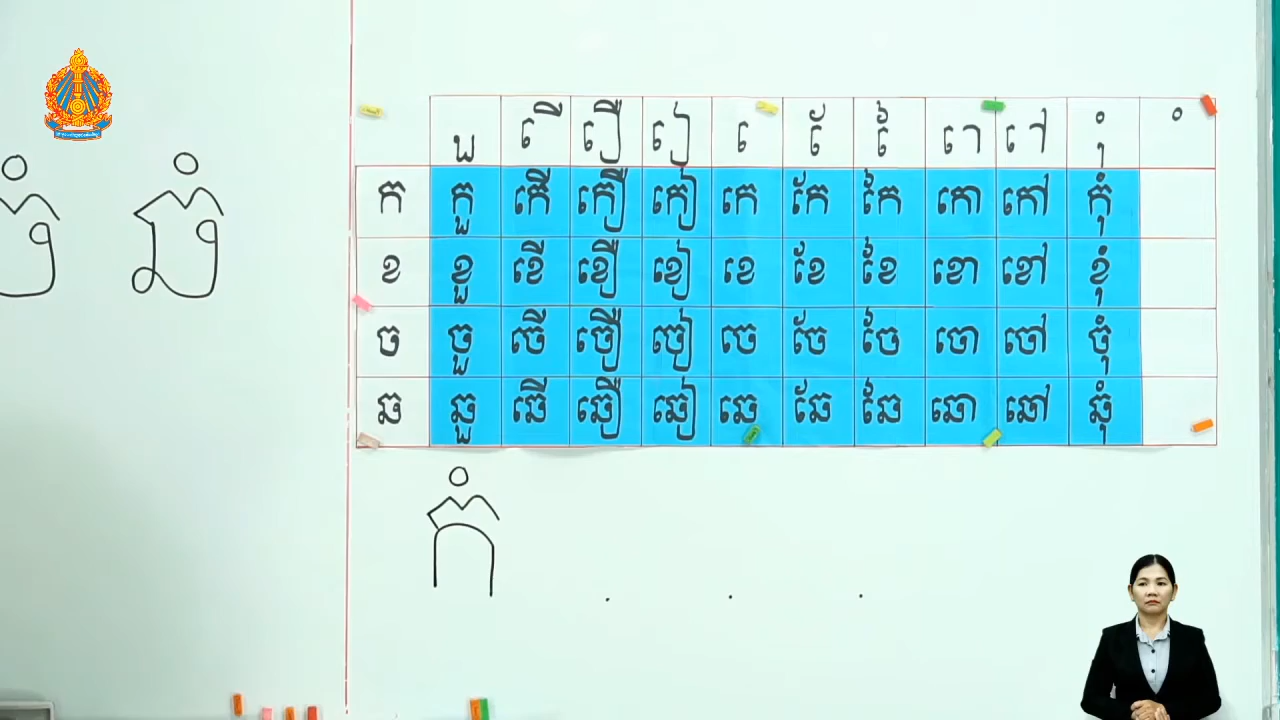 ួ ើ ឿ ៀ េ ែ ៃ ោ ៅ ុំ ំ
ក កួ កើ កឿ កៀ កេ កែ កៃ កោ កៅ កុំ
ខ ខួ ខើ ខឿ ខៀ ខេ ខែ ខៃ ខោ ខៅ ខុំ
ច ចួ ចើ ចឿ ចៀ ចេ ចែ ចៃ ចោ ចៅ ចុំ
ឆ ឆួ ឆើ ឆឿ ឆៀ ឆេ ឆែ ឆៃ ឆោ ឆៅ ឆុំ
កំ